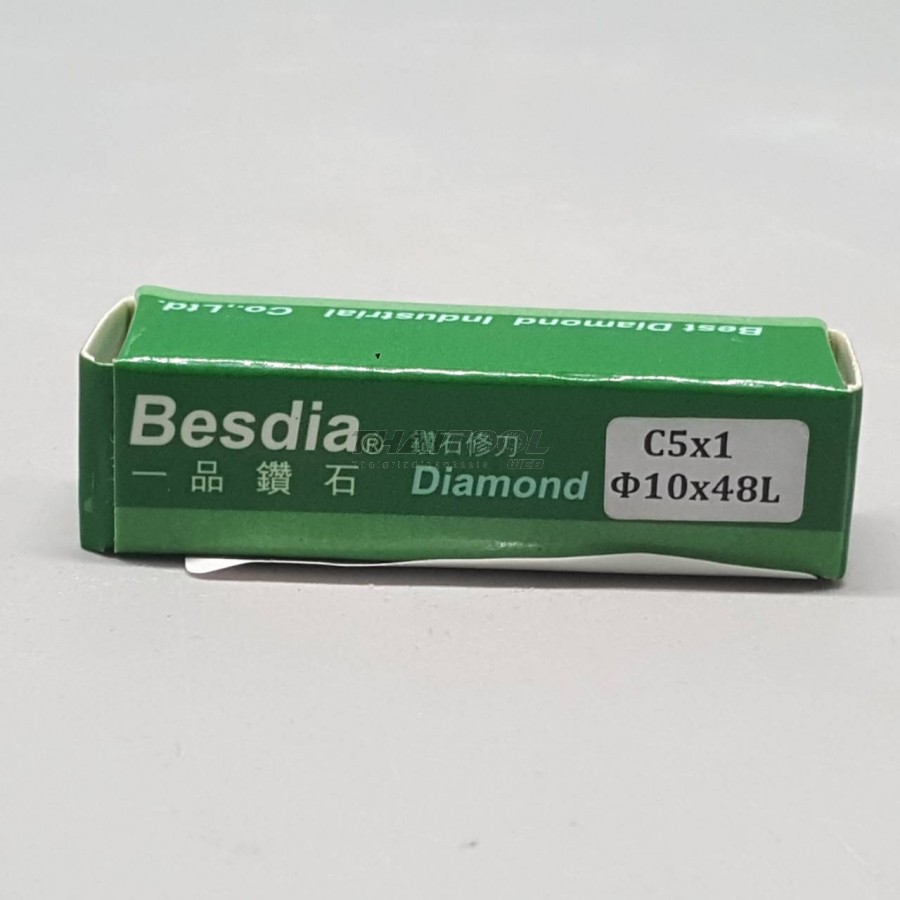 Best Diamond Industrial Co.,Ltd.
Besdia®
一品鑽石
鑽石修刀
Diamond
C5x1
Φ10x48L